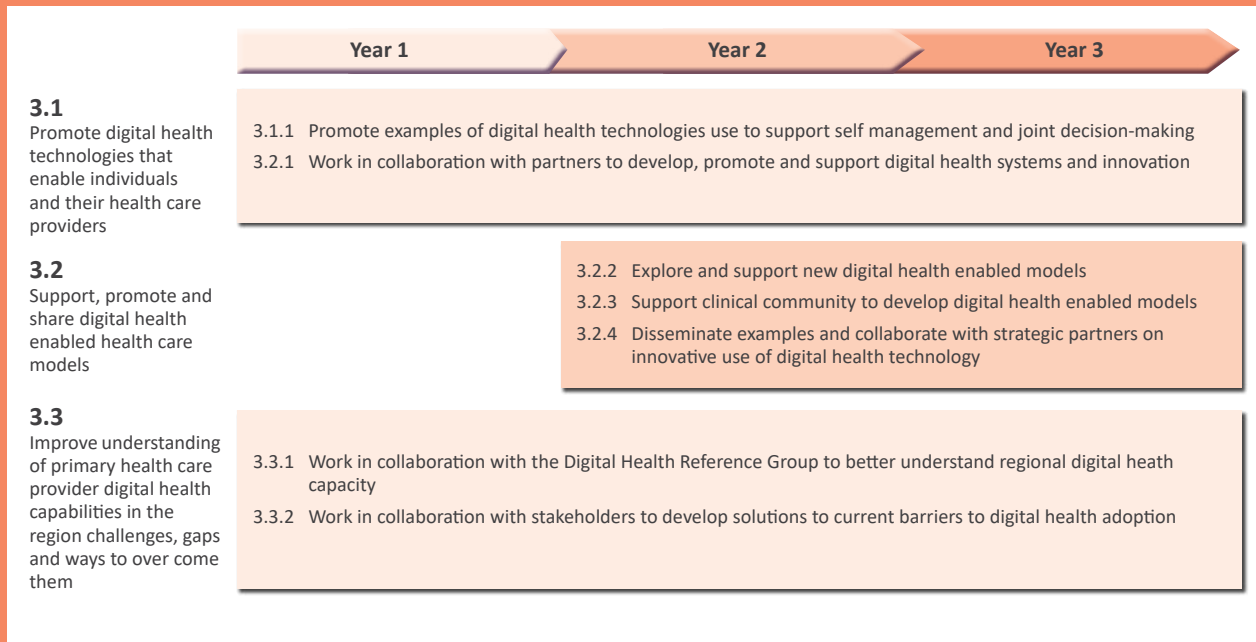 Year 1
Year 2
Year 3
3.1
Promote digital health
technologies that
enable individuals
and their health care
providers
3.1.1 Promote examples of digital health technologies use to support self management and joint decision-making
3.2.1 Work in collaboration with partners to develop, promote and support digital health systems and innovation
3.2
Support, promote and
share digital health
enabled health care
models
3.2.2 Explore and support new digital health enabled models
3.2.3 Support clinical community to develop digital health enabled models
3.2.4 Disseminate examples and collaborate with strategic partners on
innovative use of digital health technology
3.3
Improve understanding
of primary health care
provider digital health
capabilities in the
region challenges, gaps
and ways to over come
them
3.3.1 Work in collaboration with the Digital Health Reference Group to better understand regional digital heath
capacity
3.3.2 Work in collaboration with stakeholders to develop solutions to current barriers to digital health adoption